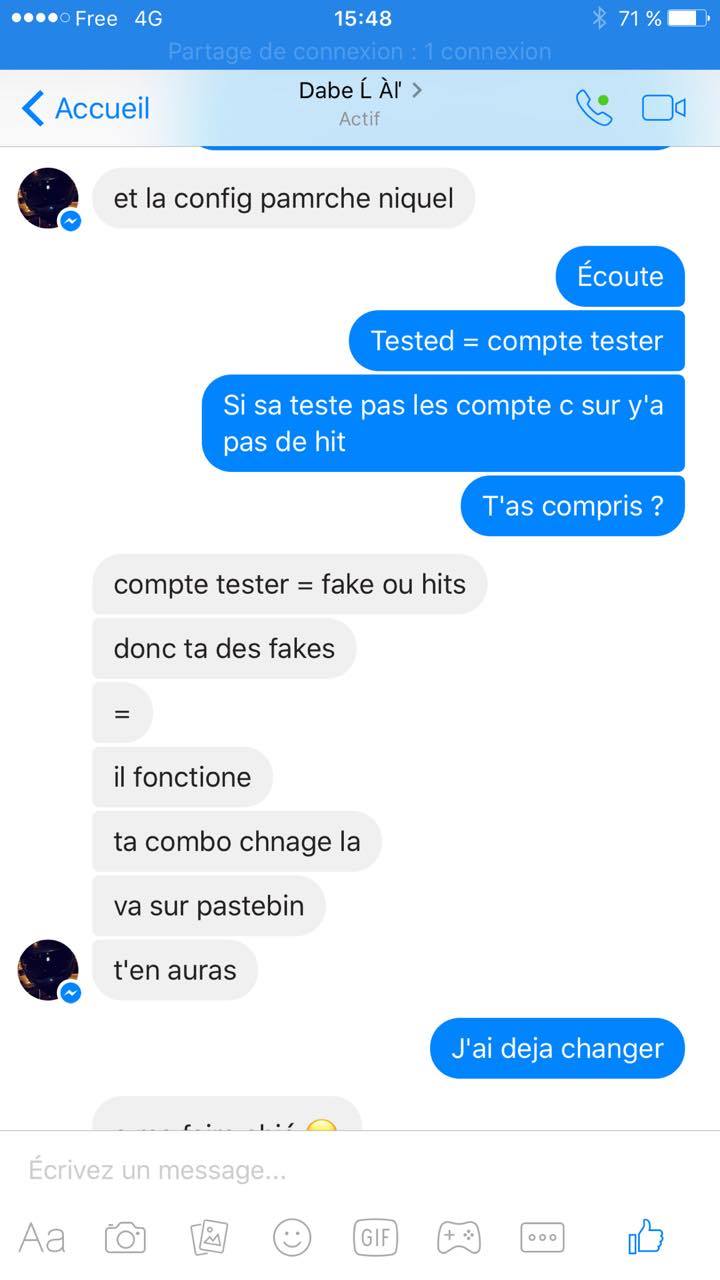 Free 4G 15:48 71 %
Partage de connexion : 1 connexion
Accueil
Dabe Ĺ Àľ
Actif
et la config pamrche niquel
Écoute
Tested = compte tester
Si sa teste pas les compte c sur y'a
pas de hit
T'as compris ?
compte tester = fake ou hits
donc ta des fakes
=
il fonctione
ta combo chnage la
va sur pastebin
t'en auras
J'ai deja changer
Écrivez un message...
Aa
GIF